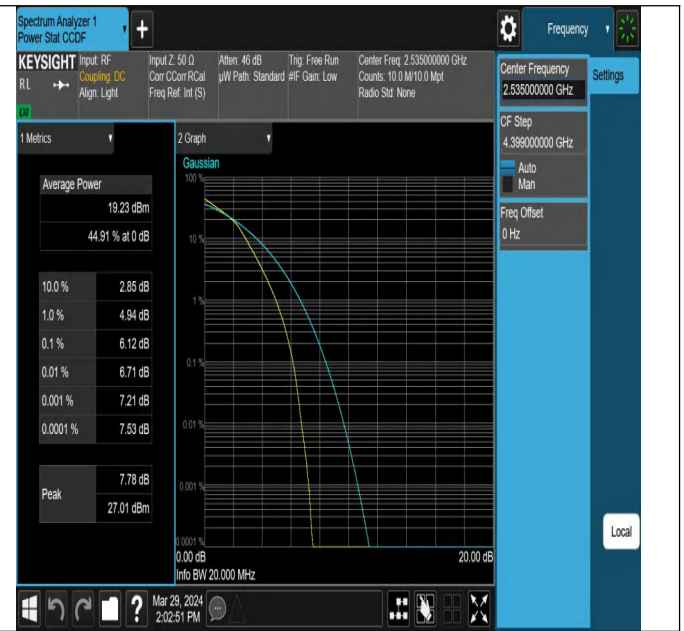 Spectrum Analyzer 1
Power Stat CCDF
+
Frequency
KEYSIGHT
RL
Input: RF
Coupling: DC
Align: Light
Input Z: 50 Ω
Corr CCorr RCal
Freq Ref: Int (S)
Atten: 46 dB
µW Path: Standard
Trig: Free Run
#IF Gain: Low
Center Freq: 2.535000000 GHz
Counts: 10.0 M/10.0 Mpt
Radio Std: None
Center Frequency
2.535000000 GHz
Settings
CF Step
4.399000000 GHz
Auto
Man
Freq Offset
0 Hz
1 Metrics
Average Power
19.23 dBm
44.91 % at 0 dB
10.0 % 2.85 dB
1.0 % 4.94 dB
0.1 % 6.12 dB
0.01 % 6.71 dB
0.001 % 7.21 dB
0.0001 % 7.53 dB
Peak
7.78 dB
27.01 dBm
2 Graph
Gaussian
100 %
10 %
1 %
0.1 %
0.01 %
0.001 %
0.0001 %
0.00 dB 20.00 dB
Info BW 20.000 MHz
Local
?
Mar 29, 2024
2:02:51 PM